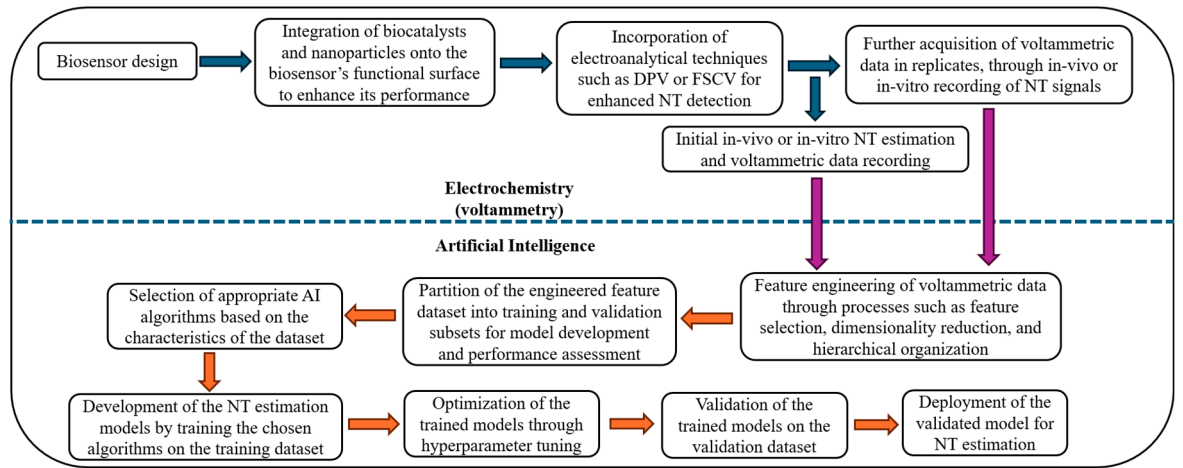 Biosensor design
Integration of biocatalysts
and nanoparticles onto the
biosensor's functional surface
to enhance its performance
Incorporation of
electroanalytical techniques
such as DPV or FSCV for
enhanced NT detection
Further acquisition of voltammetric
data in replicates, through in-vivo or
in-vitro recording of NT signals
Initial in-vivo or in-vitro NT estimation
and voltammetric data recording
Electrochemistry
(voltammetry)
Artificial Intelligence
Feature engineering of voltammetric data
through processes such as feature
selection, dimensionality reduction, and
hierarchical organization
Partition of the engineered feature
dataset into training and validation
subsets for model development
and performance assessment
Selection of appropriate AI
algorithms based on the
characteristics of the dataset
Development of the NT estimation
models by training the chosen
algorithms on the training dataset
Optimization of the
trained models through
hyperparameter tuning
Validation of the
trained models on the
validation dataset
Deployment of the
validated model for
NT estimation